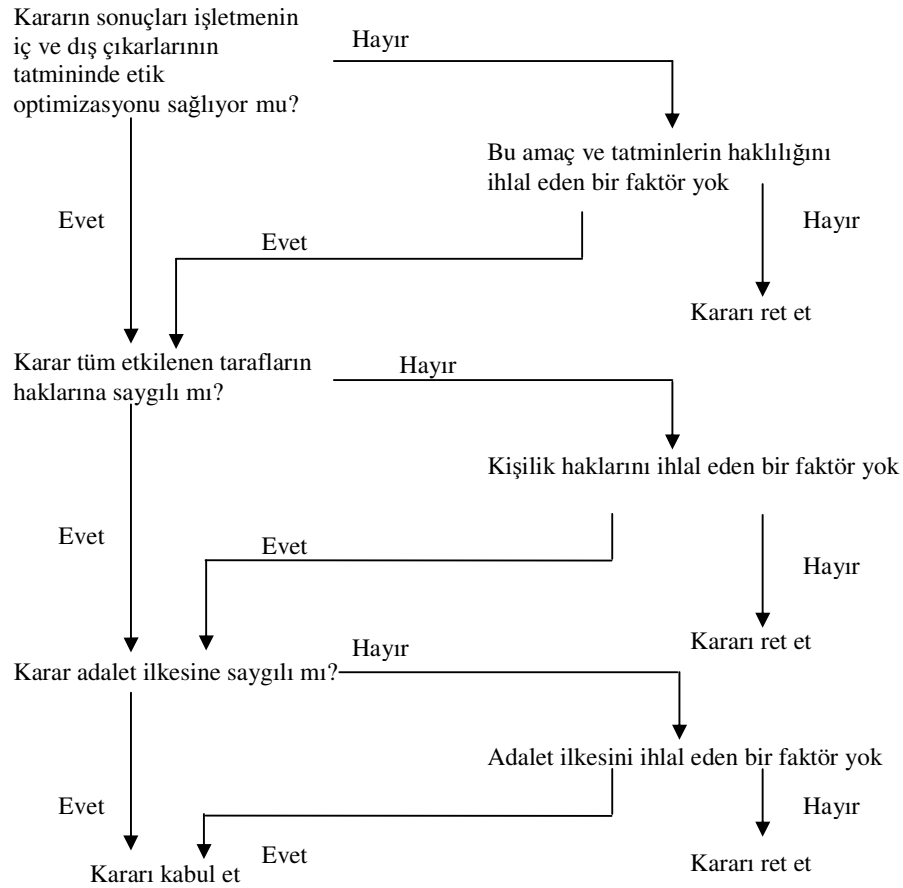 Kararın sonuçları işletmenin
iç ve dış çıkarlarının
tatmininde etik
optimizasyonu sağlıyor mu?
Hayır
Bu amaç ve tatminlerin haklılığını
ihlal eden bir faktör yok
Evet
Evet
Hayır
Kararı ret et
Karar tüm etkilenen tarafların
haklarına saygılı mı?
Hayır
Kişilik haklarını ihlal eden bir faktör yok
Evet
Evet
Hayır
Kararı ret et
Karar adalet ilkesine saygılı mı?
Hayır
Adalet ilkesini ihlal eden bir faktör yok
Evet
Hayır
Kararı kabul et
Evet
Kararı ret et